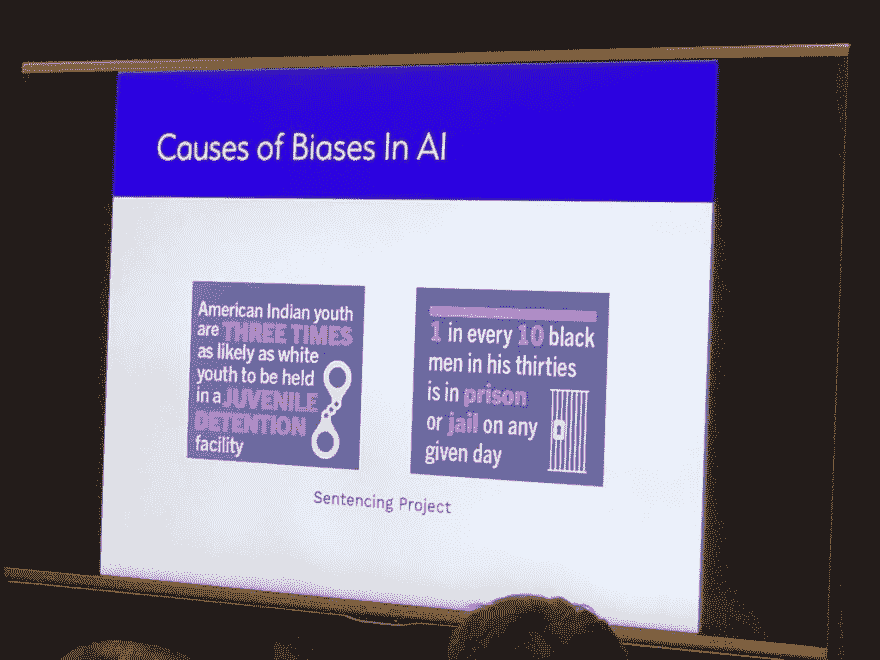 Causes of Biases In AI
American Indian youth
are THREE TIMES
as likely as white
youth to be held
in a JUVENILE
DETENTION
facility
1 in every 10 black
men in his thirties
is in prison
or jail on any
given day
Sentencing Project